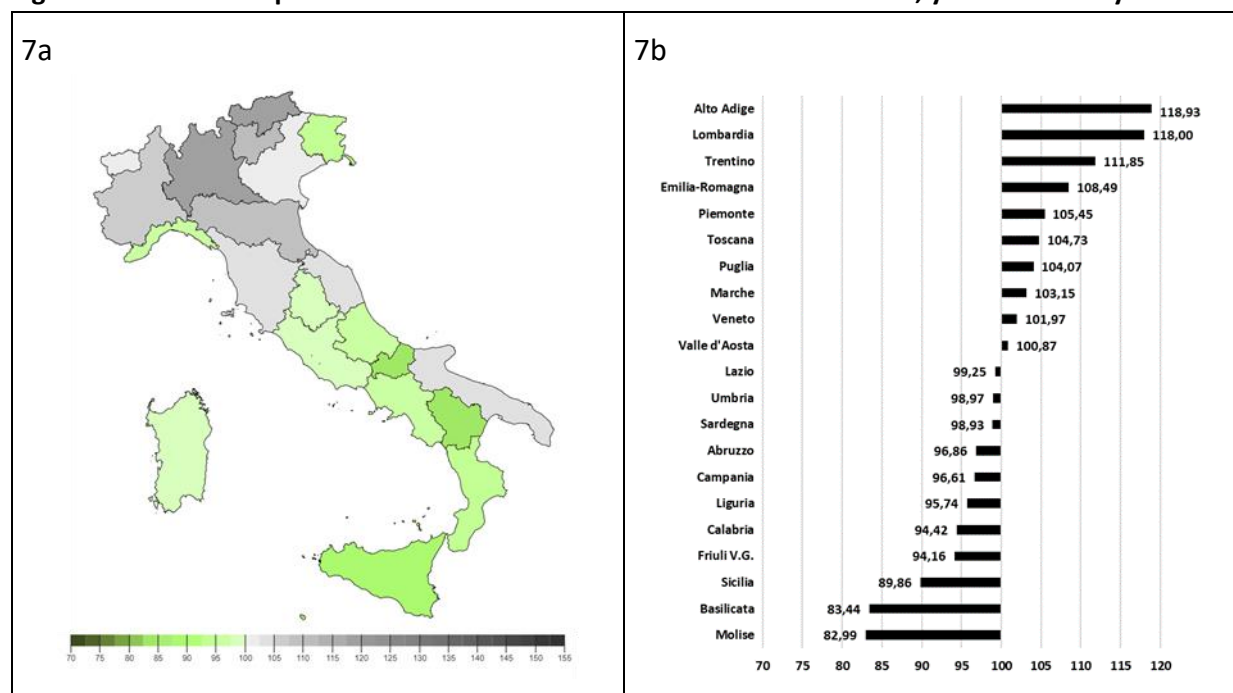 7a
70 75 80 85 90 95 100 105 110 115 120 125 130 135 140 145 150 155
7b
Alto Adige 118,93
Lombardia 118,00
Trentino 111,85
Emilia-Romagna 108,49
Piemonte 105,45
Toscana 104,73
Puglia 104,07
Marche 103,15
Veneto 101,97
Valle d'Aosta 100,87
Lazio 99,25
Umbria 98,97
Sardegna 98,93
Abruzzo 96,86
Campania 96,61
Liguria 95,74
Calabria 94,42
Friuli V.G. 94,16
Sicilia 89,86
Basilicata 83,44
Molise 82,99
70 75 80 85 90 95 100 105 110 115 120